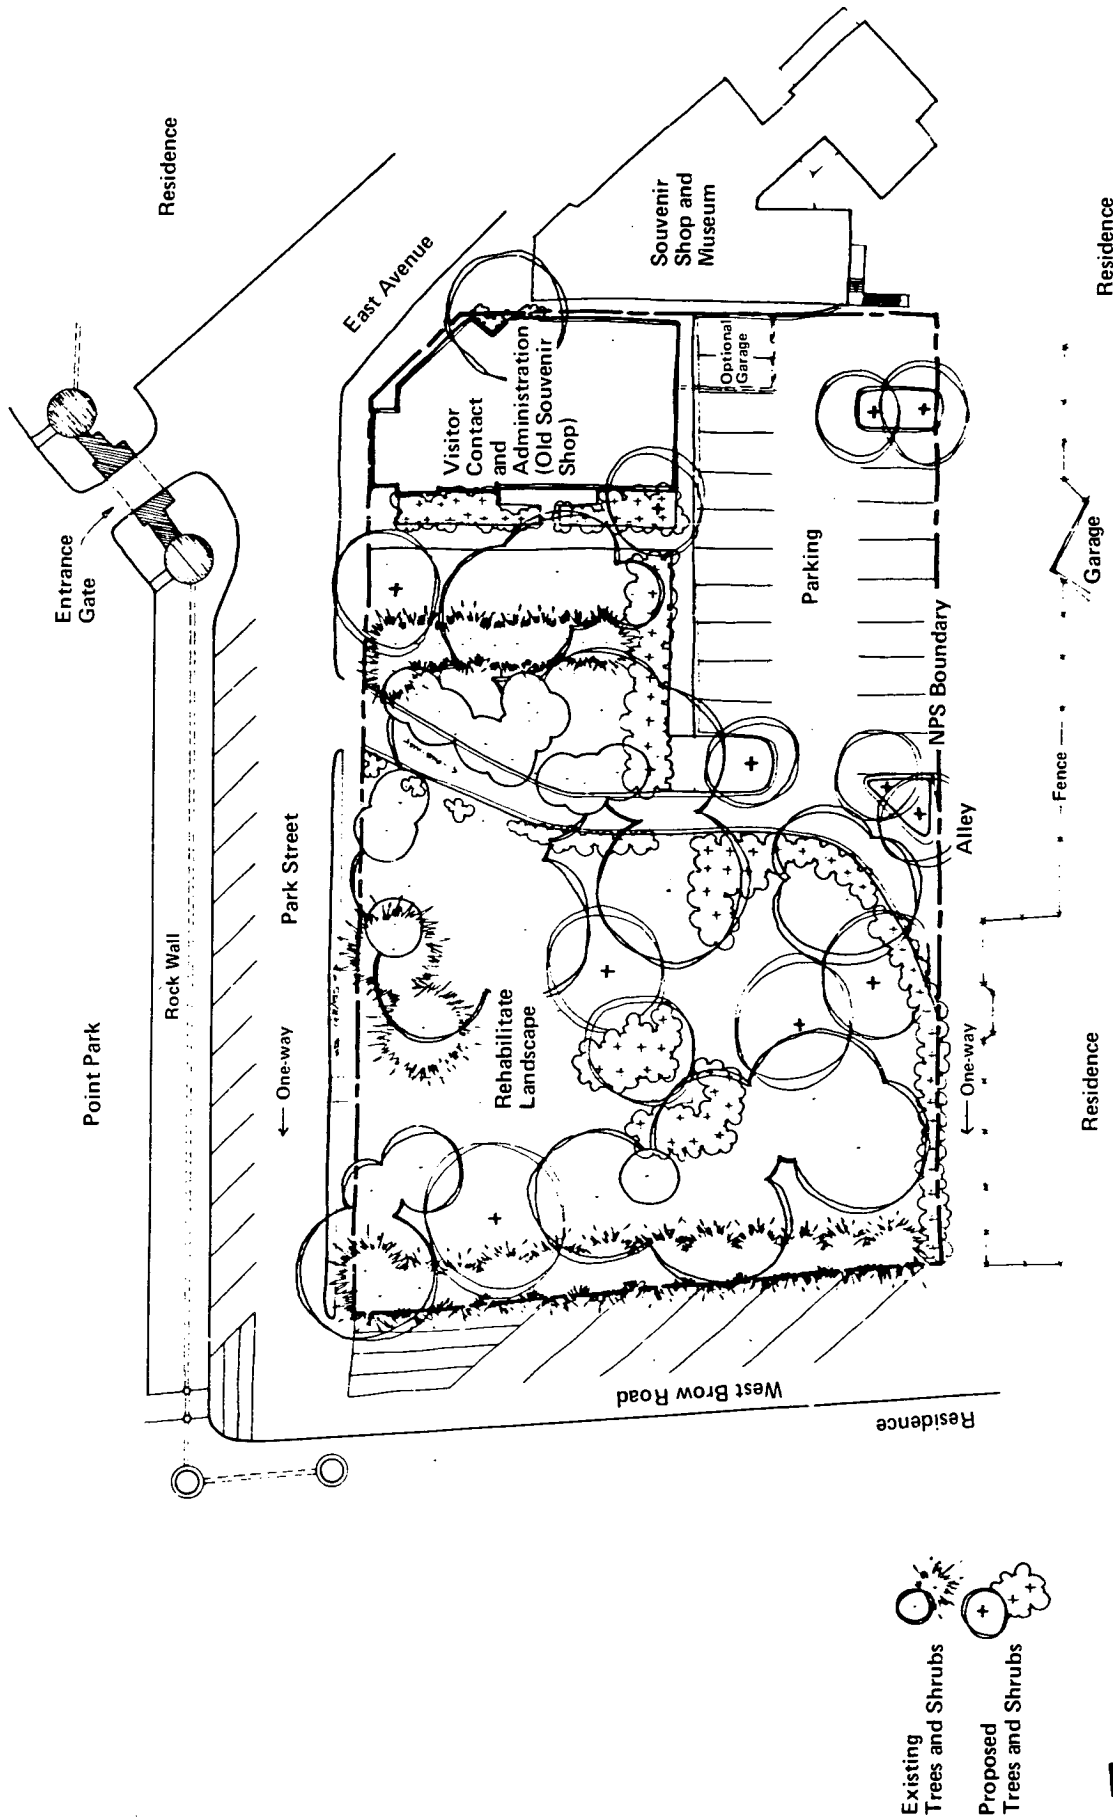 Residence
East Avenue
Entrance
Gate
Souvenir
Shop and
Museum
Residence
Visitor
Contact
and
Administration
(Old Souvenir
Shop)
Optional
Garage
Parking
Garage
NPS Boundary
Fence
Alley
Park Street
Rock Wall
Point Park
← One-way
Rehabilitate
Landscape
← One-way
Residence
West Brow Road
Residence
Existing
Trees and Shrubs
Proposed
Trees and Shrubs